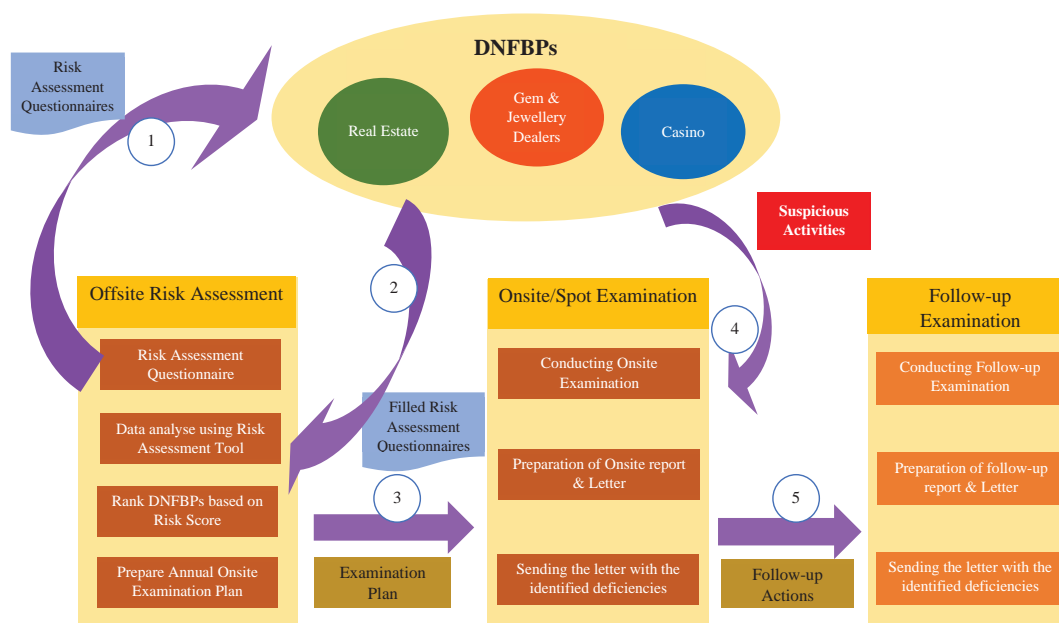 DNFBPs
Real Estate
Gem &
Jewellery
Dealers
Casino
Risk
Assessment
Questionnaires
1
2
Suspicious
Activities
4
Offsite Risk Assessment
Risk Assessment
Questionnaire
Data analyse using Risk
Assessment Tool
Rank DNFBPs based on
Risk Score
Prepare Annual Onsite
Examination Plan
Filled Risk
Assessment
Questionnaires
3
Examination
Plan
Onsite/Spot Examination
Conducting Onsite
Examination
Preparation of Onsite report
& Letter
Sending the letter with the
identified deficiencies
5
Follow-up
Actions
Follow-up
Examination
Conducting Follow-up
Examination
Preparation of follow-up
report & Letter
Sending the letter with the
identified deficiencies